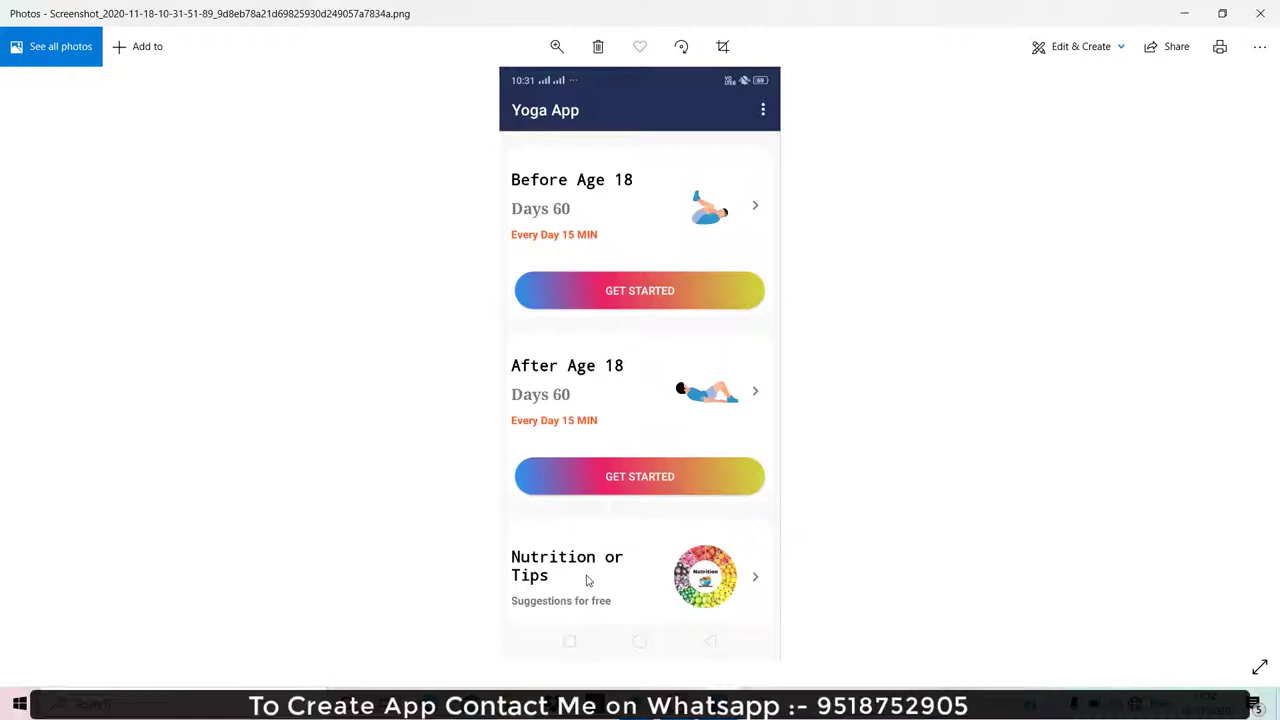 Photos - Screenshot_2020-11-18-10-31-51-89_9d8eb78a21d69825930d249057a7834a.png
See all photos
Add to
Edit & Create
Share
10:31
Yoga App
Before Age 18
Days 60
Every Day 15 MIN
GET STARTED
After Age 18
Days 60
Every Day 15 MIN
GET STARTED
Nutrition or
Tips
Suggestions for free
Nutrition
To Create App Contact Me on Whatsapp :- 9518752905
5